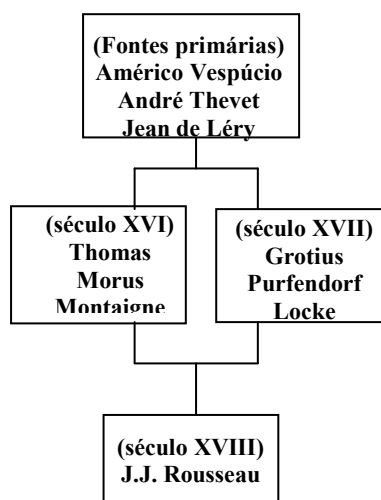 (Fontes primárias)
Américo Vespúcio
André Thevet
Jean de Léry
(século XVI)
Thomas
Morus
Montaigne
(século XVII)
Grotius
Purfendorf
Locke
(século XVIII)
J.J. Rousseau